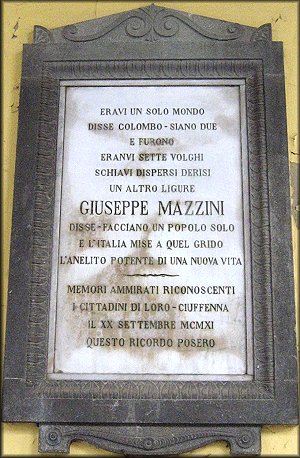 ERAVI UN SOLO MONDO
DISSE COLOMBO - SIANO DUE
E FURONO
ERANVI SETTE VOLGHI
SCHIAVI DISPERSI DERISI
UN ALTRO LIGURE
GIUSEPPE MAZZINI
DISSE - FACCIANO UN POPOLO SOLO
E L'ITALIA MISE A QUEL GRIDO
L'ANELITO POTENTE DI UNA NUOVA VITA
MEMORI AMMIRATI RICONOSCENTI
I CITTADINI DI LORO - CIUFFENNA
IL XX SETTEMBRE MCMXI
QUESTO RICORDO POSERO